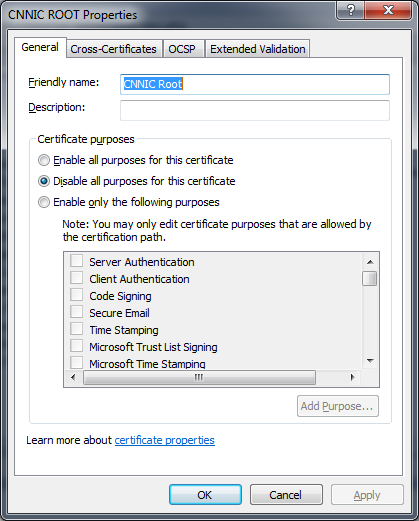 CNNIC ROOT Properties
General Cross-Certificates OCSP Extended Validation
Friendly name: CNNIC Root
Description:
Certificate purposes
Enable all purposes for this certificate
Disable all purposes for this certificate
Enable only the following purposes
Note: You may only edit certificate purposes that are allowed by
the certification path.
Server Authentication
Client Authentication
Code Signing
Secure Email
Time Stamping
Microsoft Trust List Signing
Microsoft Time Stamping
Add Purpose...
Learn more about certificate properties
OK Cancel Apply